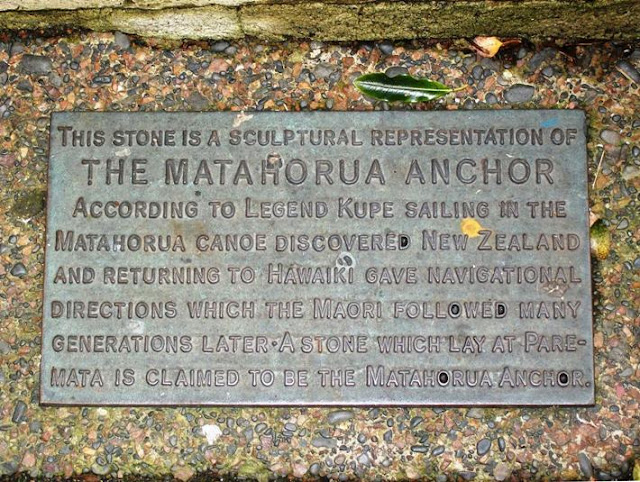 THIS STONE IS A SCULPTURAL REPRESENTATION OF
THE MATAHORUA ANCHOR
ACCORDING TO LEGEND KUPE SAILING IN THE
MATAHORUA CANOE DISCOVERED NEW ZEALAND
AND RETURNING TO HAWAIKI GAVE NAVIGATIONAL
DIRECTIONS WHICH THE MAORI FOLLOWED MANY
GENERATIONS LATER·A STONE WHICH LAY AT PARE-
MATA IS CLAIMED TO BE THE MATAHORUA ANCHOR.